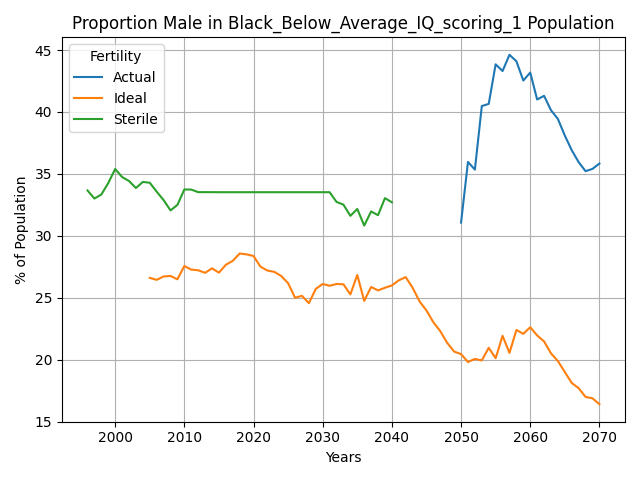 Proportion Male in Black_Below_Average_IQ_scoring_1 Population
45
40
35
30
25
20
15
% of Population
Fertility
Actual
Ideal
Sterile
2000 2010 2020 2030 2040 2050 2060 2070
Years